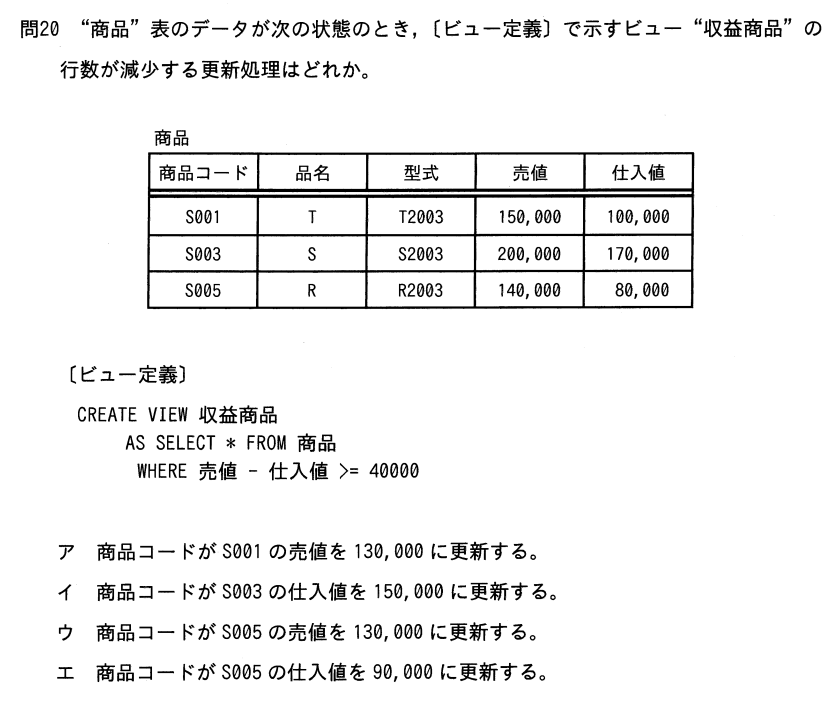 問20 “商品”表のデータが次の状態のとき,〔ビュー定義〕で示すビュー“収益商品”の
行数が減少する更新処理はどれか。
商品
商品コード 品名 型式 売値 仕入値
S001 T T2003 150,000 100,000
S003 S S2003 200,000 170,000
S005 R R2003 140,000 80,000
〔ビュー定義〕
CREATE VIEW 収益商品
AS SELECT * FROM 商品
WHERE 売値 - 仕入値 >= 40000
ア 商品コードが S001 の売値を 130,000 に更新する。
イ 商品コードが S003 の仕入値を 150,000 に更新する。
ウ 商品コードが S005 の売値を 130,000 に更新する。
エ 商品コードが S005 の仕入値を 90,000 に更新する。